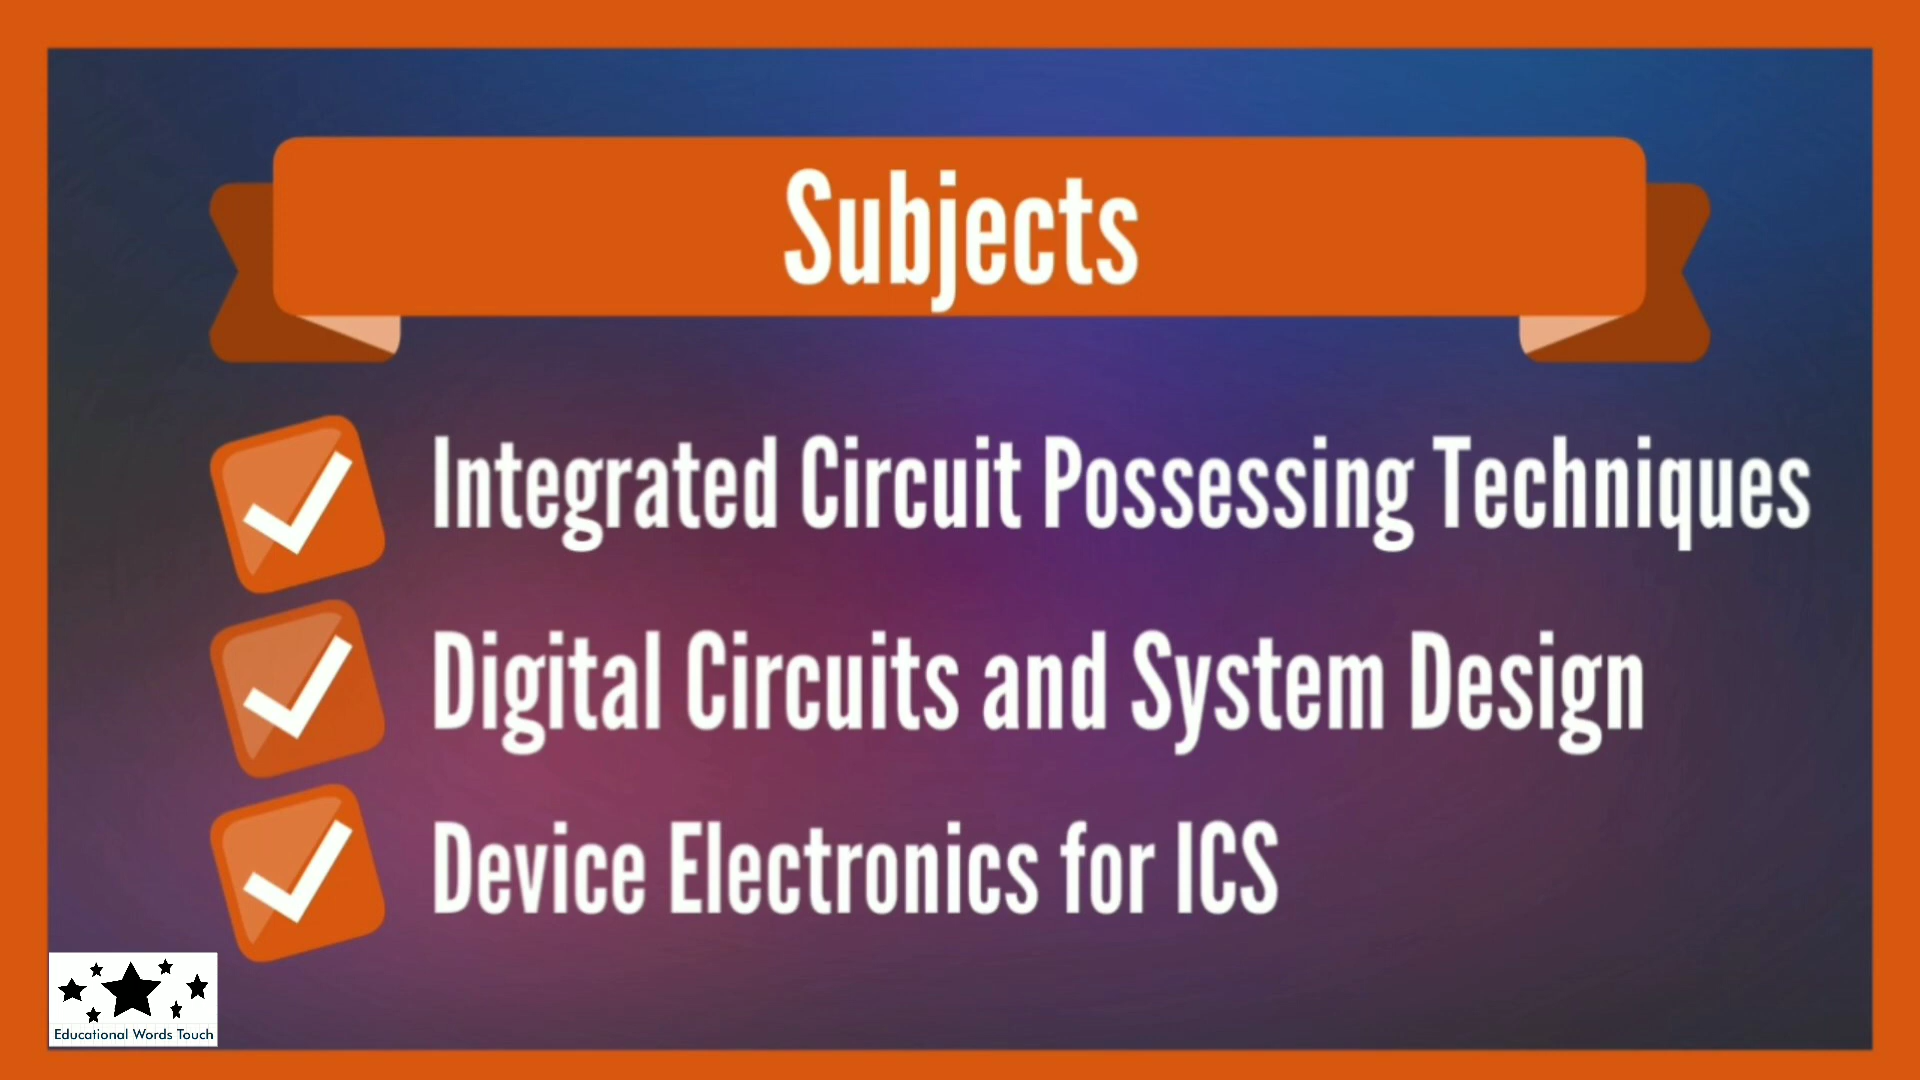 Subjects
Integrated Circuit Possessing Techniques
Digital Circuits and System Design
Device Electronics for ICS
Educational Words Touch